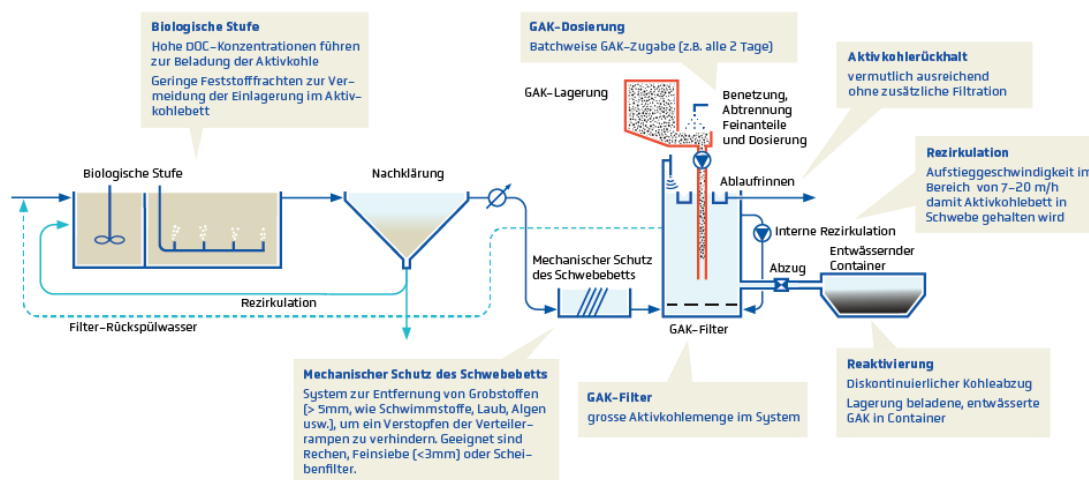 Biologische Stufe
Hohe DOC-Konzentrationen führen
zur Beladung der Aktivkohle
Geringe Feststofffrachten zur Ver-
meidung der Einlagerung im Aktiv-
kohlebett
GAK-Dosierung
Batchweise GAK-Zugabe (z.B. alle 2 Tage)
Aktivkohlerückhalt
vermutlich ausreichend
ohne zusätzliche Filtration
GAK-Lagerung
Benetzung,
Abtrennung
Feinanteile
und Dosierung
Rezirkulation
Aufstieggeschwindigkeit im
Bereich von 7–20 m/h
damit Aktivkohlebett in
Schwebe gehalten wird
Biologische Stufe
Nachklärung
Ablaufrinnen
Interne Rezirkulation
Entwässernder
Container
Mechanischer Schutz
des Schwebebetts
Abzug
Rezirkulation
Filter-Rückspülwasser
GAK-Filter
Mechanischer Schutz des Schwebebetts
System zur Entfernung von Grobstoffen
(> 5mm, wie Schwimmstoffe, Laub, Algen
usw.), um ein Verstopfen der Verteiler-
rampen zu verhindern. Geeignet sind
Rechen, Feinsiebe (<3mm) oder Schei-
benfilter.
GAK-Filter
grosse Aktivkohlemenge im System
Reaktivierung
Diskontinuierlicher Kohleabzug
Lagerung beladene, entwässerte
GAK in Container